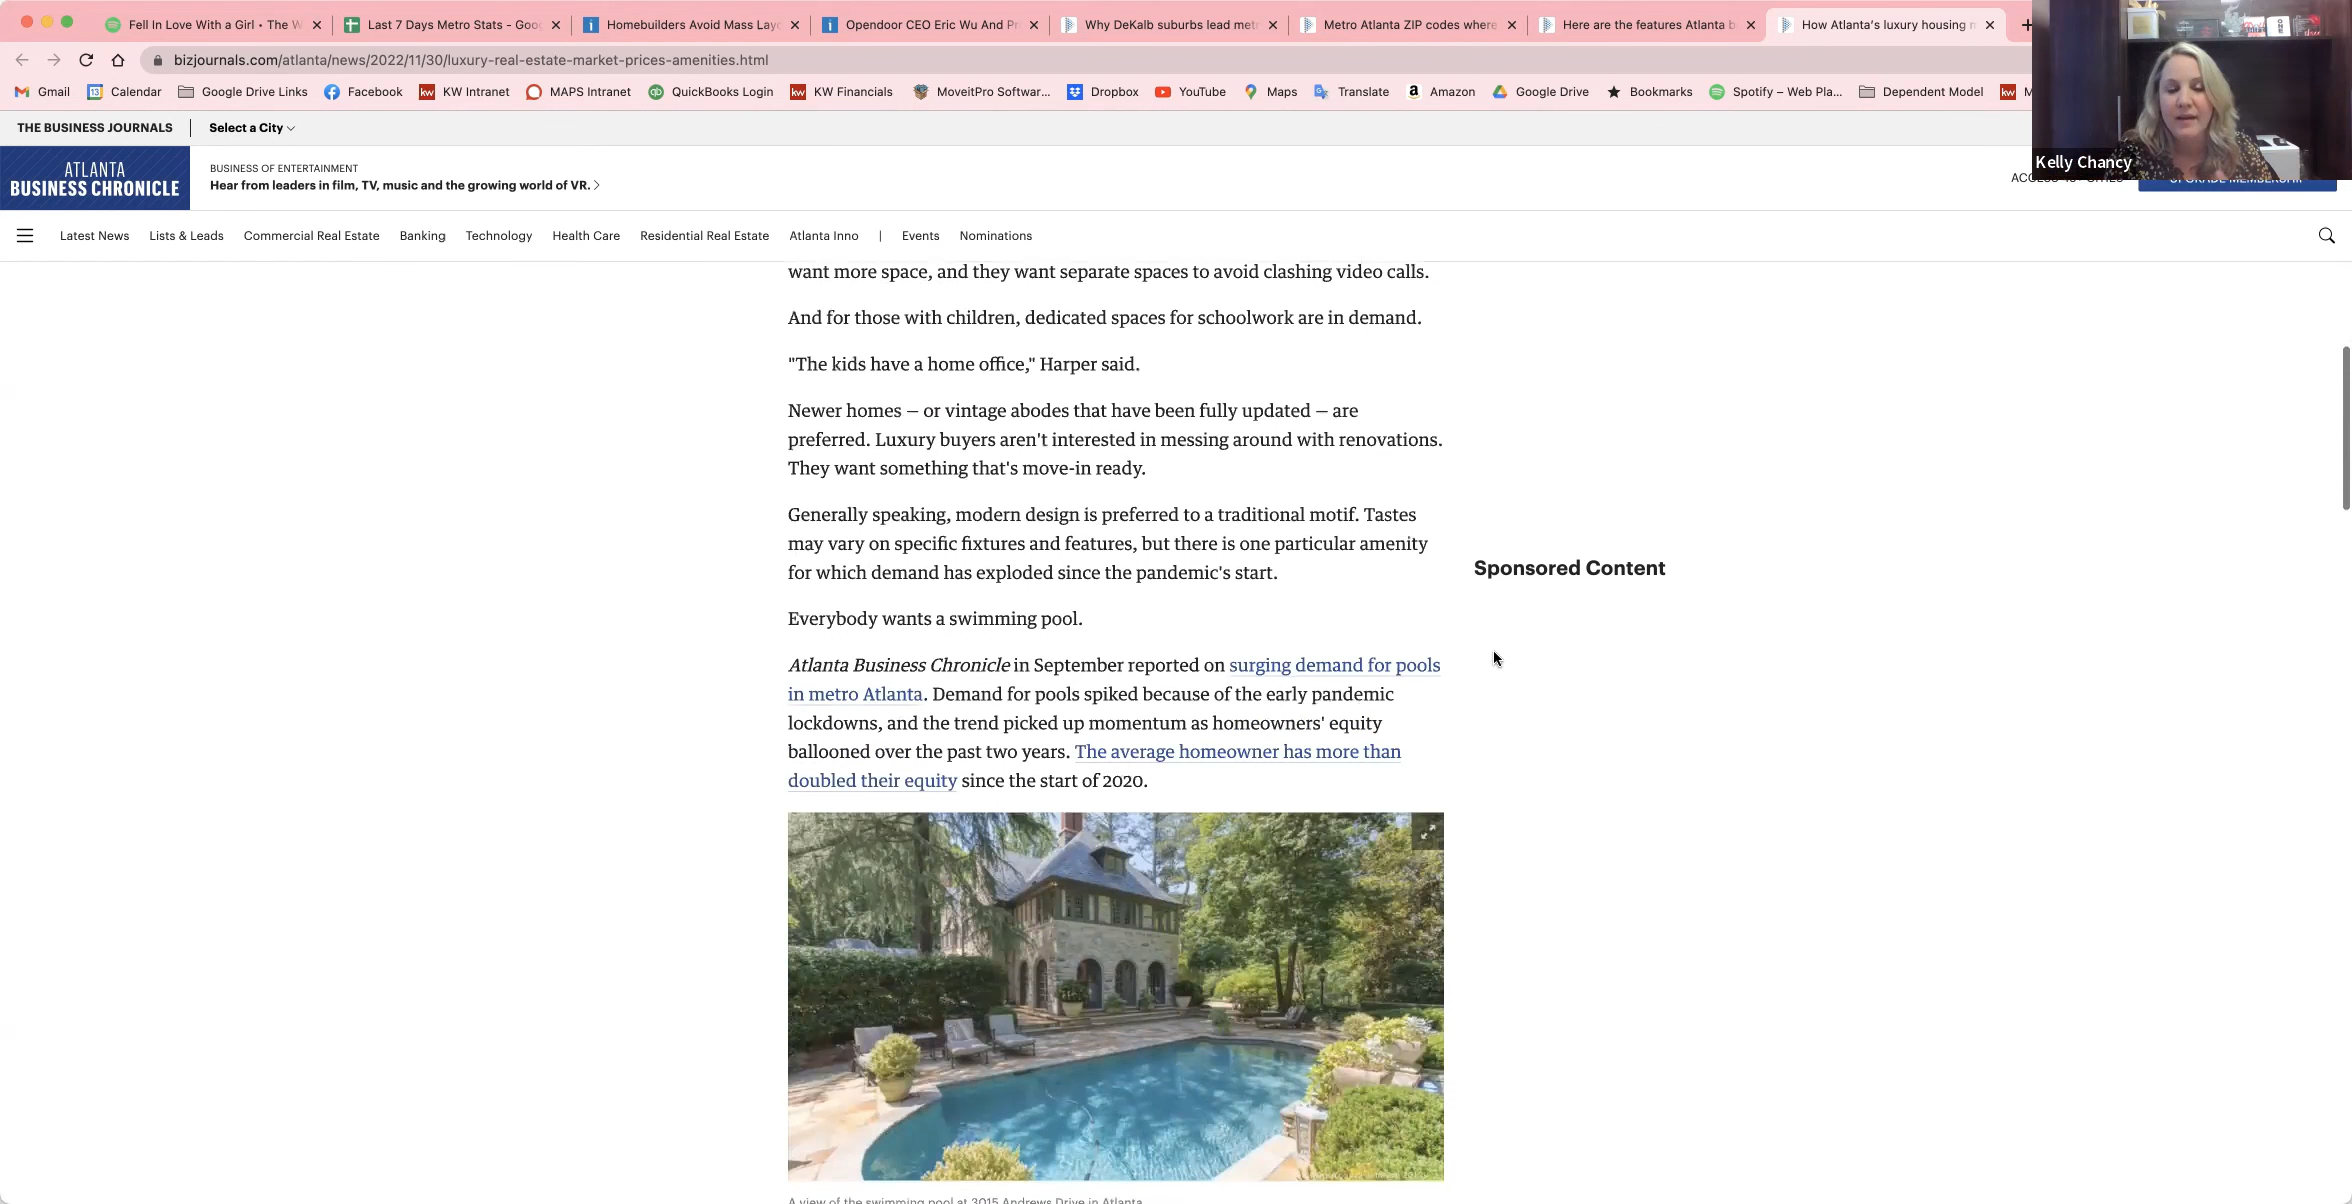 Fell In Love With a Girl • The W
Last 7 Days Metro Stats - Goo
Homebuilders Avoid Mass Layo
Opendoor CEO Eric Wu And Pr
Why DeKalb suburbs lead met
Metro Atlanta ZIP codes where
Here are the features Atlanta b
How Atlanta's luxury housing m
bizjournals.com/atlanta/news/2022/11/30/luxury-real-estate-market-prices-amenities.html
Gmail
Calendar
Google Drive Links
Facebook
KW Intranet
MAPS Intranet
QuickBooks Login
KW Financials
MoveitPro Softwar...
Dropbox
YouTube
Maps
Translate
Amazon
Google Drive
Bookmarks
Spotify – Web Pla...
Dependent Model
Kelly Chancy
THE BUSINESS JOURNALS
Select a City
ATLANTA
BUSINESS CHRONICLE
BUSINESS OF ENTERTAINMENT
Hear from leaders in film, TV, music and the growing world of VR.
Latest News
Lists & Leads
Commercial Real Estate
Banking
Technology
Health Care
Residential Real Estate
Atlanta Inno
|
Events
Nominations
want more space, and they want separate spaces to avoid clashing video calls.
And for those with children, dedicated spaces for schoolwork are in demand.
"The kids have a home office," Harper said.
Newer homes — or vintage abodes that have been fully updated — are
preferred. Luxury buyers aren't interested in messing around with renovations.
They want something that's move-in ready.
Generally speaking, modern design is preferred to a traditional motif. Tastes
may vary on specific fixtures and features, but there is one particular amenity
for which demand has exploded since the pandemic's start.
Everybody wants a swimming pool.
Atlanta Business Chronicle in September reported on surging demand for pools
in metro Atlanta. Demand for pools spiked because of the early pandemic
lockdowns, and the trend picked up momentum as homeowners' equity
ballooned over the past two years. The average homeowner has more than
doubled their equity since the start of 2020.
Sponsored Content
A view of the swimming pool at 3015 Andrews Drive in Atlanta